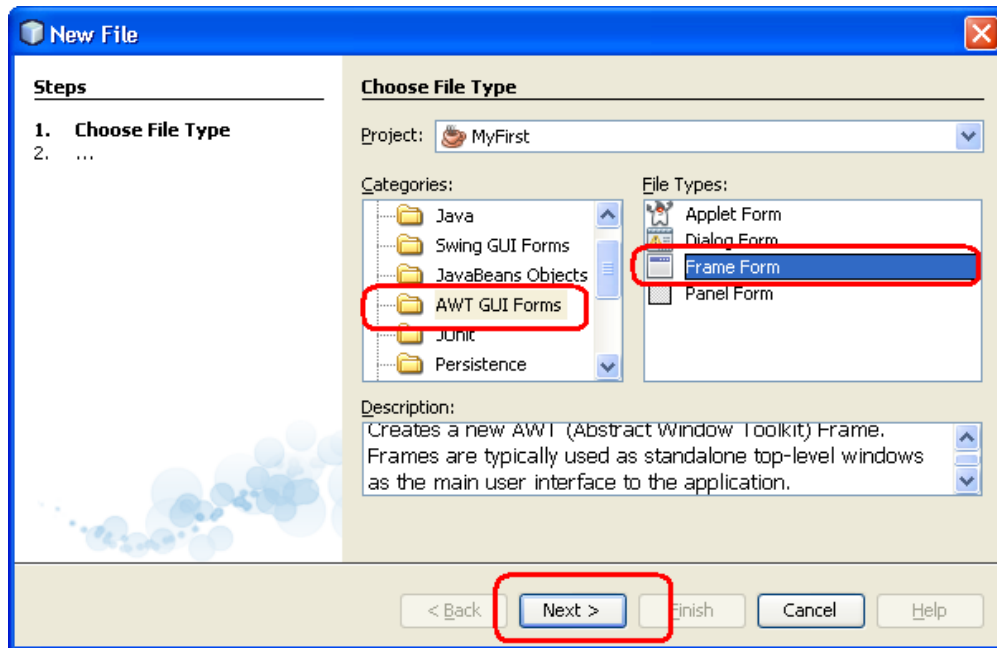 New File
Steps
1. Choose File Type
2. ...
Choose File Type
Project: MyFirst
Categories:
Java
Swing GUI Forms
JavaBeans Objects
AWT GUI Forms
JUnit
Persistence
File Types:
Applet Form
Dialog Form
Frame Form
Panel Form
Description:
Creates a new AWT (Abstract Window Toolkit) Frame.
Frames are typically used as standalone top-level windows
as the main user interface to the application.
< Back Next > Finish Cancel Help